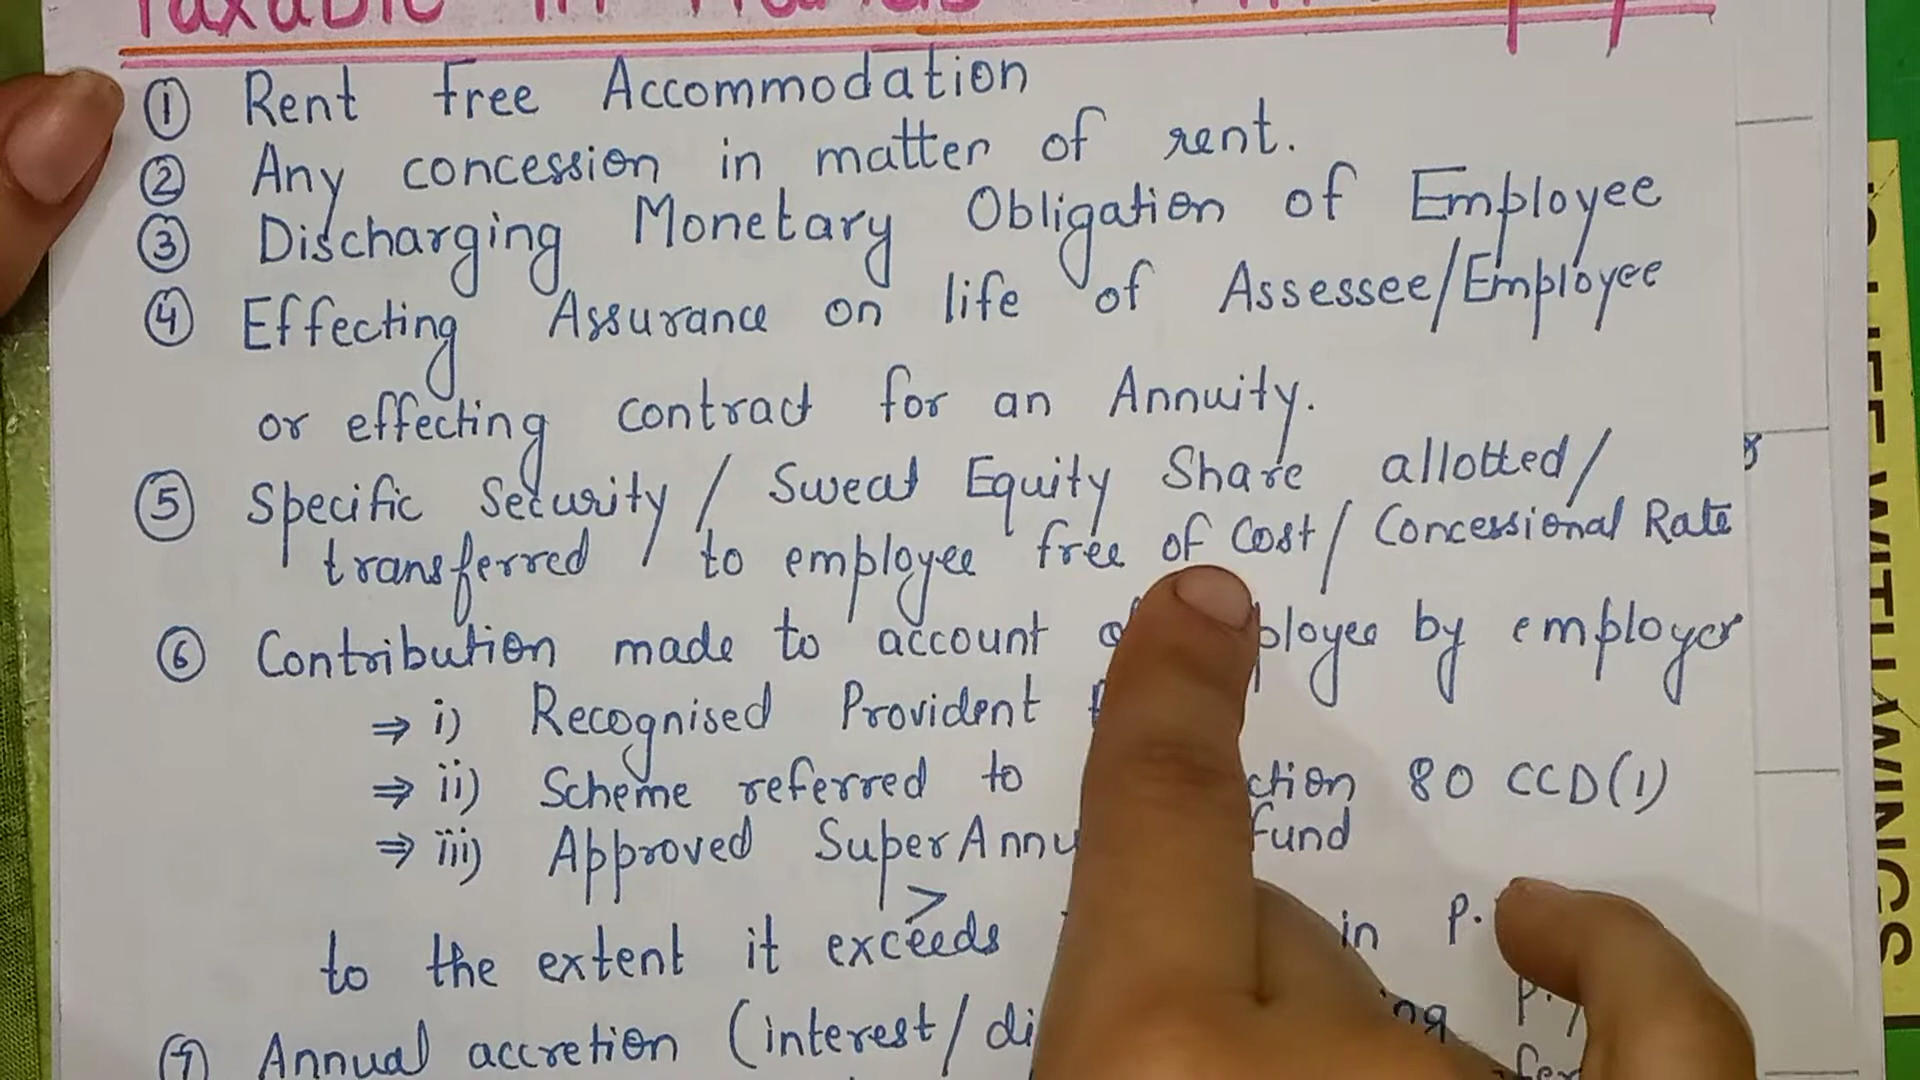 Taxable in Hands
① Rent free Accommodation
② Any concession in matter of rent.
③ Discharging Monetary Obligation of Employee
④ Effecting Assurance on life of Assessee/Employee
or effecting contract for an Annuity.
⑤ Specific Security / Sweat Equity Share allotted/
transferred / to employee free of Cost / Concessional Rate
⑥ Contribution made to account by employer
⇒ i) Recognised Provident
⇒ ii) Scheme referred to 80 CCD(1)
⇒ iii) Approved Fund
>
to the extent it exceeds in P.
⑦ Annual accretion (interest/